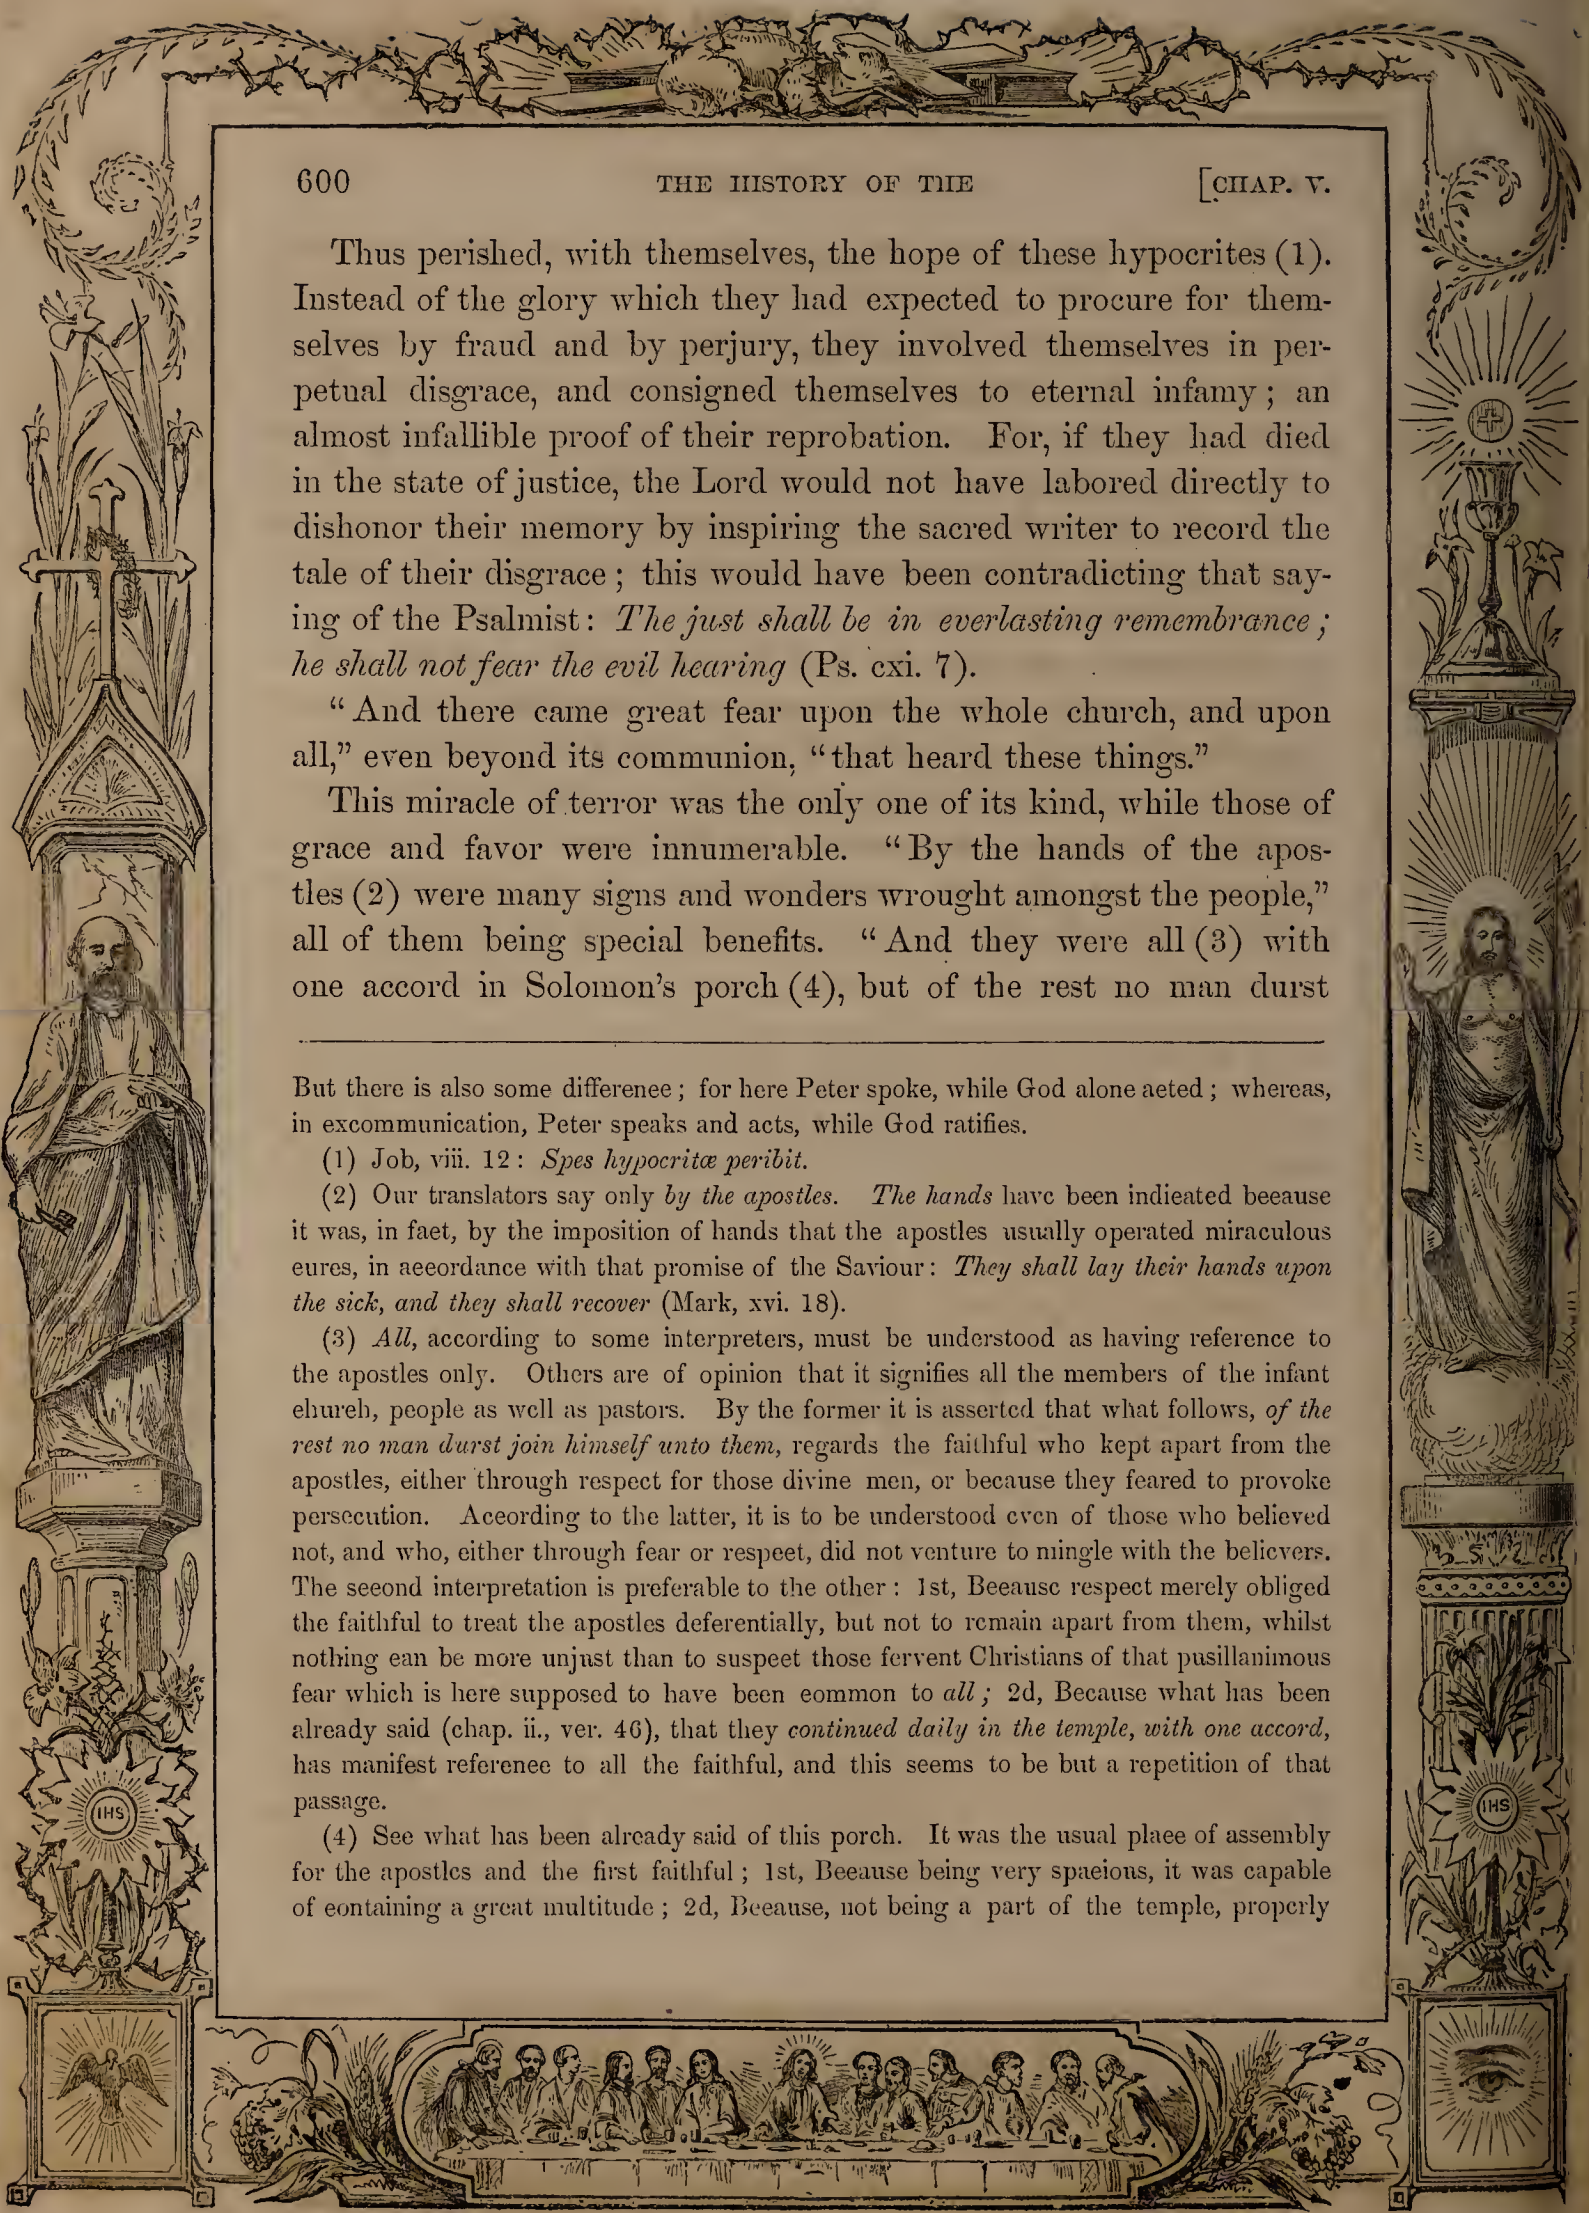 600 THE HISTORY OF THE [CHAP. V.
Thus perished, with themselves, the hope of these hypocrites (1).
Instead of the glory which they had expected to procure for them-
selves by fraud and by perjury, they involved themselves in per-
petual disgrace, and consigned themselves to eternal infamy; an
almost infallible proof of their reprobation. For, if they had died
in the state of justice, the Lord would not have labored directly to
dishonor their memory by inspiring the sacred writer to record the
tale of their disgrace; this would have been contradicting that say-
ing of the Psalmist: The just shall be in everlasting remembrance;
he shall not fear the evil hearing (Ps. cxi. 7).
“And there came great fear upon the whole church, and upon
all,” even beyond its communion, “that heard these things.”
This miracle of terror was the only one of its kind, while those of
grace and favor were innumerable. “By the hands of the apos-
tles (2) were many signs and wonders wrought amongst the people,”
all of them being special benefits. “And they were all (3) with
one accord in Solomon’s porch (4), but of the rest no man durst
But there is also some difference; for here Peter spoke, while God alone acted; whereas,
in excommunication, Peter speaks and acts, while God ratifies.
(1) Job, viii. 12: Spes hypocritæ peribit.
(2) Our translators say only by the apostles. The hands have been indicated because
it was, in fact, by the imposition of hands that the apostles usually operated miraculous
cures, in accordance with that promise of the Saviour: They shall lay their hands upon
the sick, and they shall recover (Mark, xvi. 18).
(3) All, according to some interpreters, must be understood as having reference to
the apostles only. Others are of opinion that it signifies all the members of the infant
church, people as well as pastors. By the former it is asserted that what follows, of the
rest no man durst join himself unto them, regards the faithful who kept apart from the
apostles, either through respect for those divine men, or because they feared to provoke
persecution. According to the latter, it is to be understood even of those who believed
not, and who, either through fear or respect, did not venture to mingle with the believers.
The second interpretation is preferable to the other: 1st, Because respect merely obliged
the faithful to treat the apostles deferentially, but not to remain apart from them, whilst
nothing can be more unjust than to suspect those fervent Christians of that pusillanimous
fear which is here supposed to have been common to all; 2d, Because what has been
already said (chap. ii., ver. 46), that they continued daily in the temple, with one accord,
has manifest reference to all the faithful, and this seems to be but a repetition of that
passage.
(4) See what has been already said of this porch. It was the usual place of assembly
for the apostles and the first faithful; 1st, Because being very spacious, it was capable
of containing a great multitude; 2d, Because, not being a part of the temple, properly
IHS
IHS